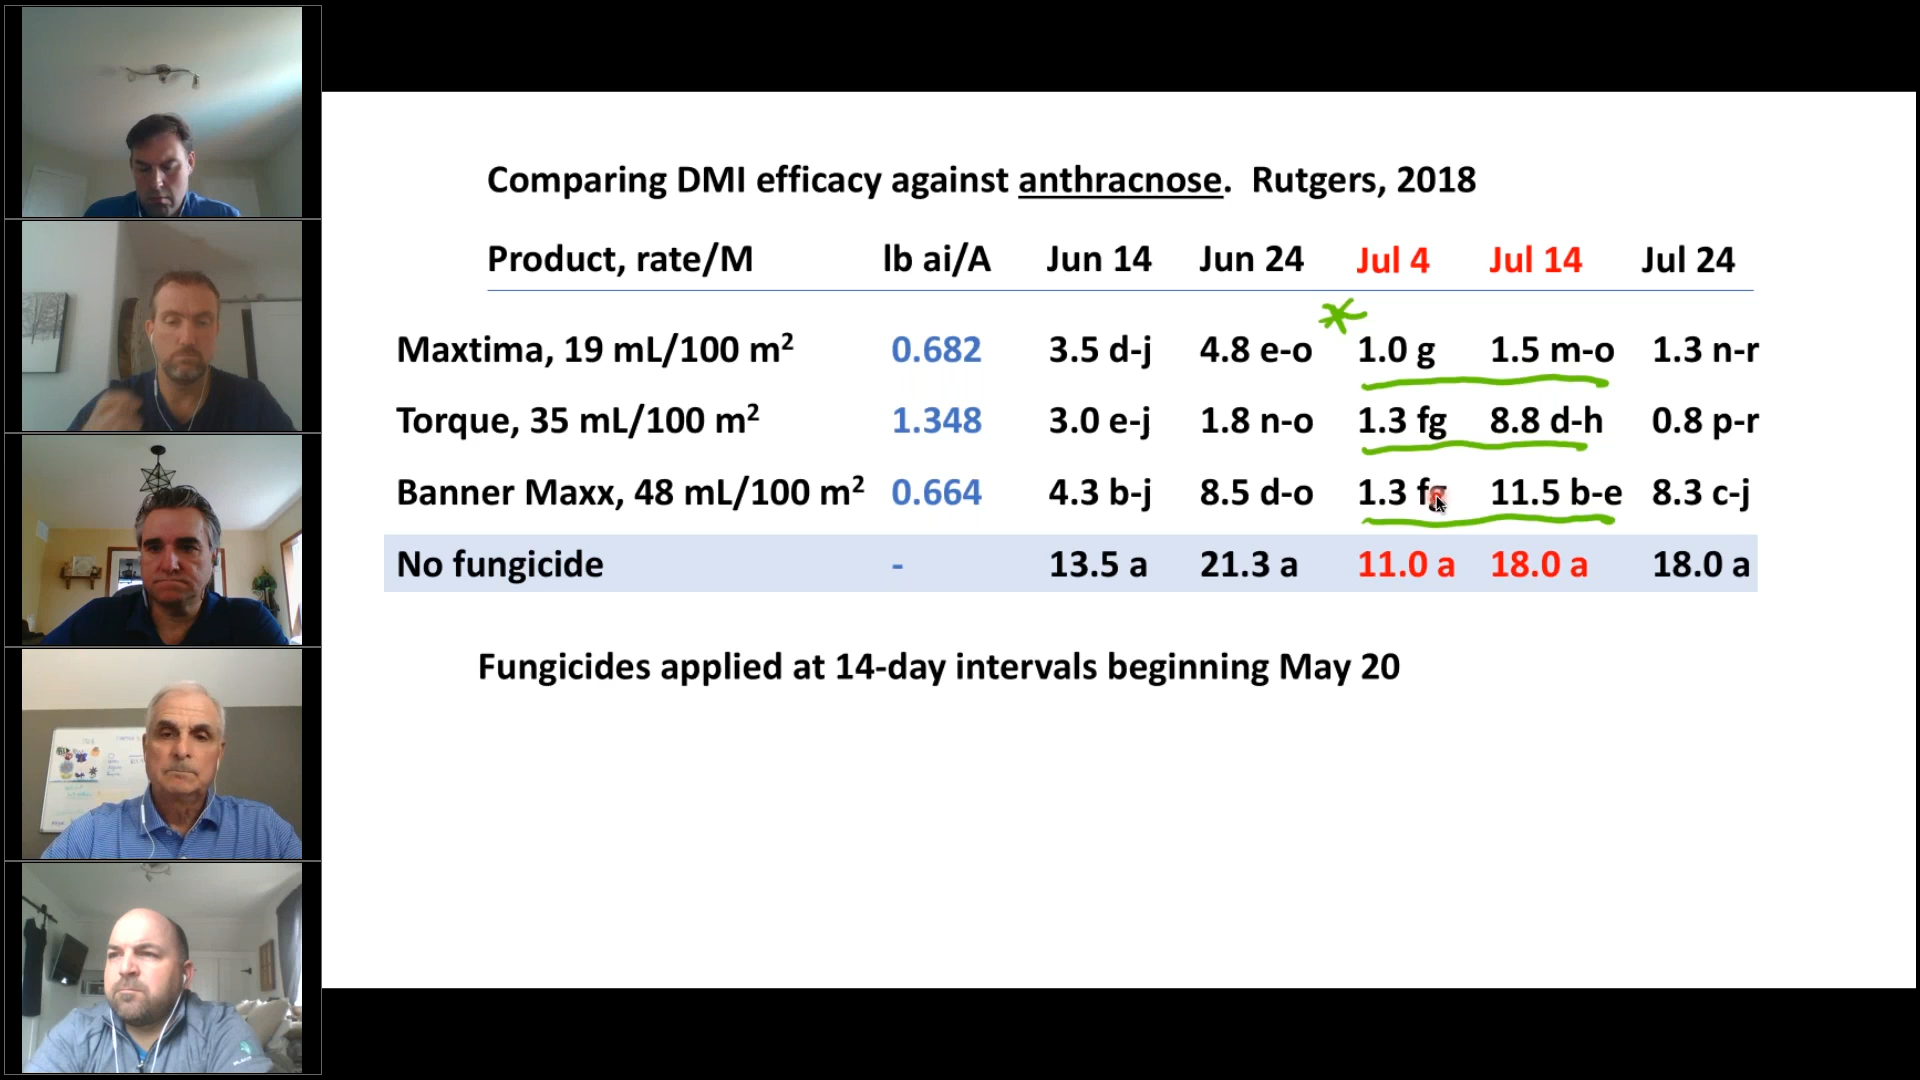 Comparing DMI efficacy against anthracnose. Rutgers, 2018
Product, rate/M lb ai/A Jun 14 Jun 24 Jul 4 Jul 14 Jul 24
Maxtima, 19 mL/100 m² 0.682 3.5 d-j 4.8 e-o 1.0 g 1.5 m-o 1.3 n-r
Torque, 35 mL/100 m² 1.348 3.0 e-j 1.8 n-o 1.3 fg 8.8 d-h 0.8 p-r
Banner Maxx, 48 mL/100 m² 0.664 4.3 b-j 8.5 d-o 1.3 fg 11.5 b-e 8.3 c-j
No fungicide - 13.5 a 21.3 a 11.0 a 18.0 a 18.0 a
Fungicides applied at 14-day intervals beginning May 20